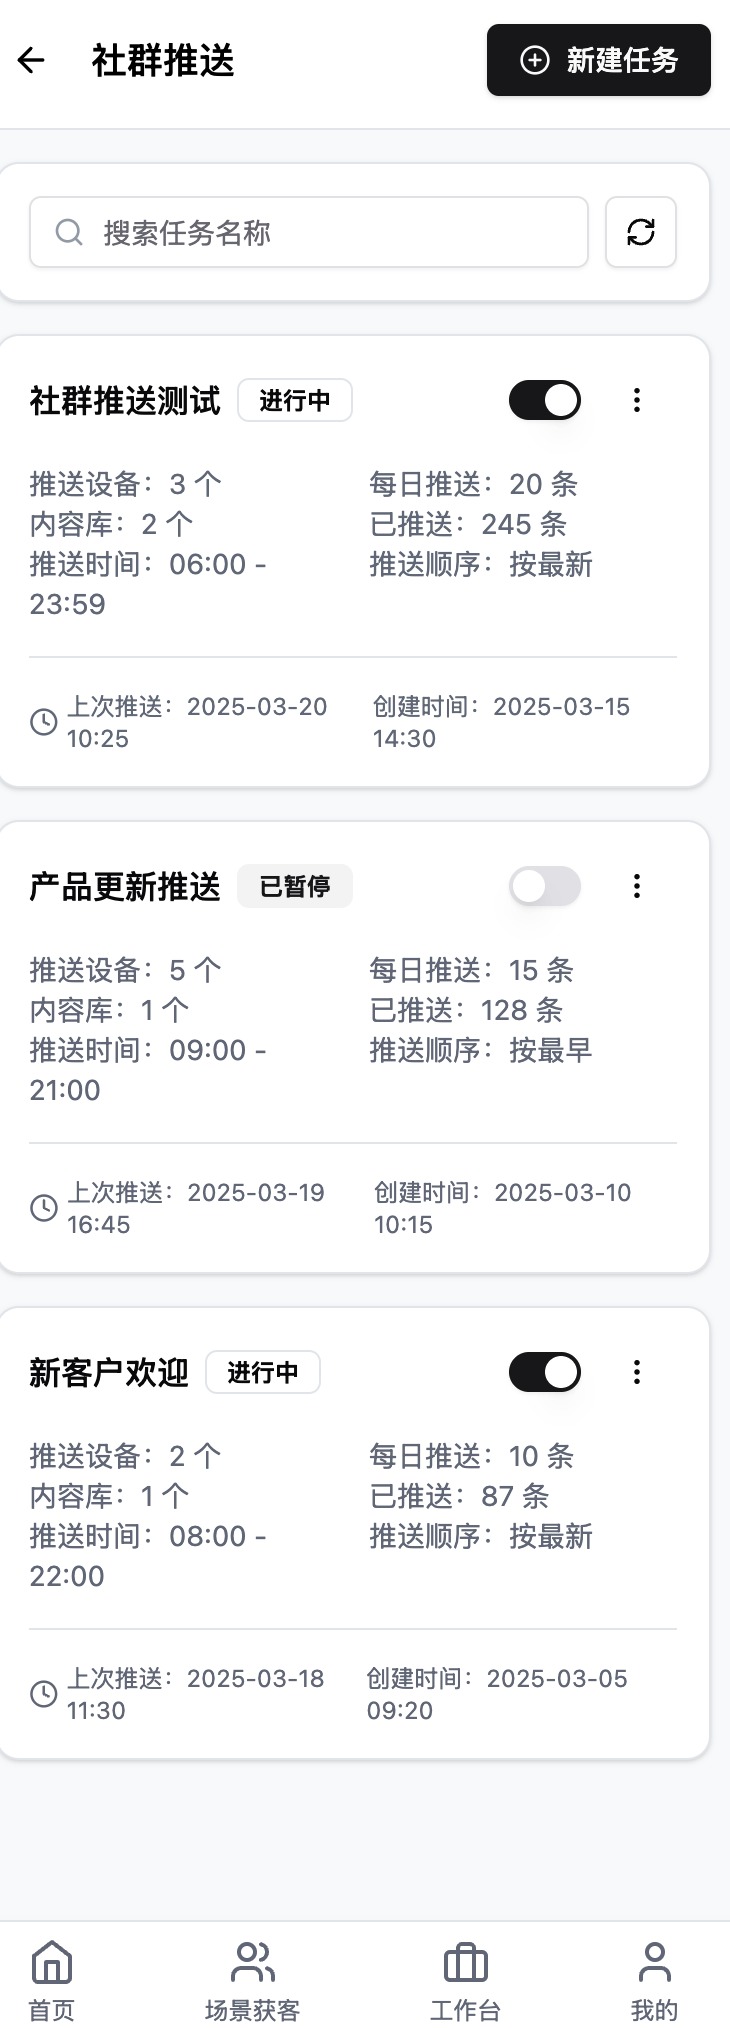 社群推送
新建任务
搜索任务名称
社群推送测试
进行中
推送设备：3 个
每日推送：20 条
内容库：2 个
已推送：245 条
推送时间：06:00 -
23:59
推送顺序：按最新
上次推送：2025-03-20
10:25
创建时间：2025-03-15
14:30
产品更新推送
已暂停
推送设备：5 个
每日推送：15 条
内容库：1 个
已推送：128 条
推送时间：09:00 -
21:00
推送顺序：按最早
上次推送：2025-03-19
16:45
创建时间：2025-03-10
10:15
新客户欢迎
进行中
推送设备：2 个
每日推送：10 条
内容库：1 个
已推送：87 条
推送时间：08:00 -
22:00
推送顺序：按最新
上次推送：2025-03-18
11:30
创建时间：2025-03-05
09:20
首页
场景获客
工作台
我的